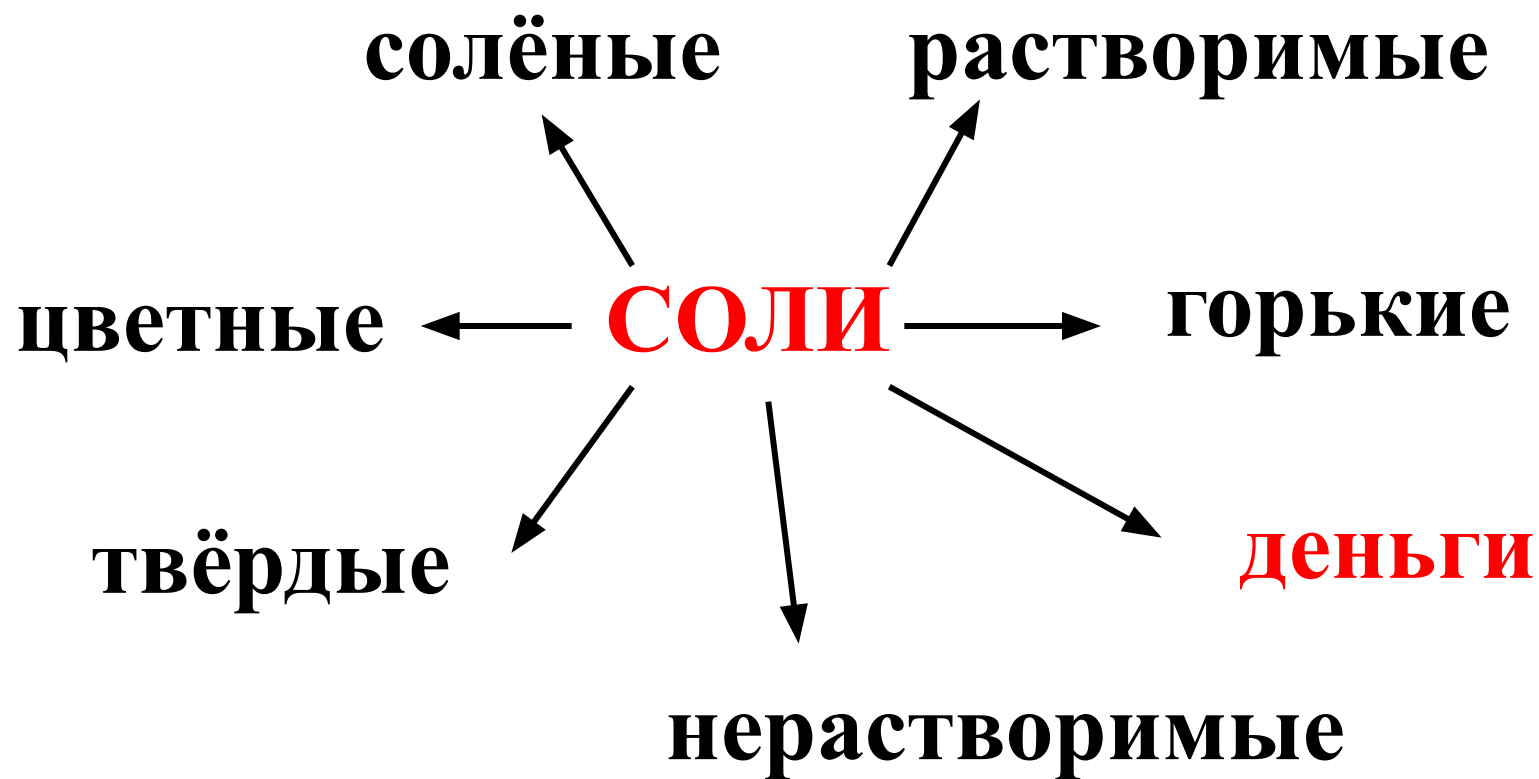 солёные растворимые
цветные СОЛИ горькие
твёрдые деньги
нерастворимые